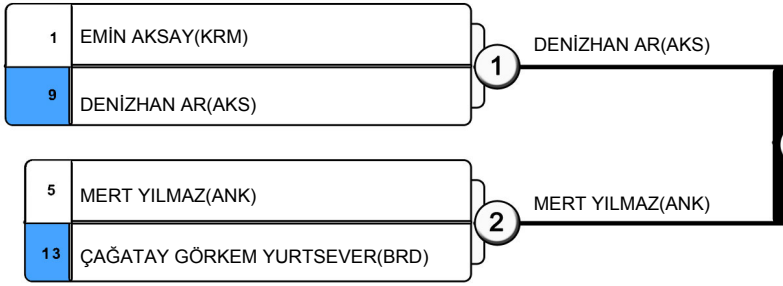 1 EMİN AKSAY(KRM)
9 DENİZHAN AR(AKS)
1 DENİZHAN AR(AKS)
5 MERT YILMAZ(ANK)
13 ÇAĞATAY GÖRKEM YURTSEVER(BRD)
2 MERT YILMAZ(ANK)